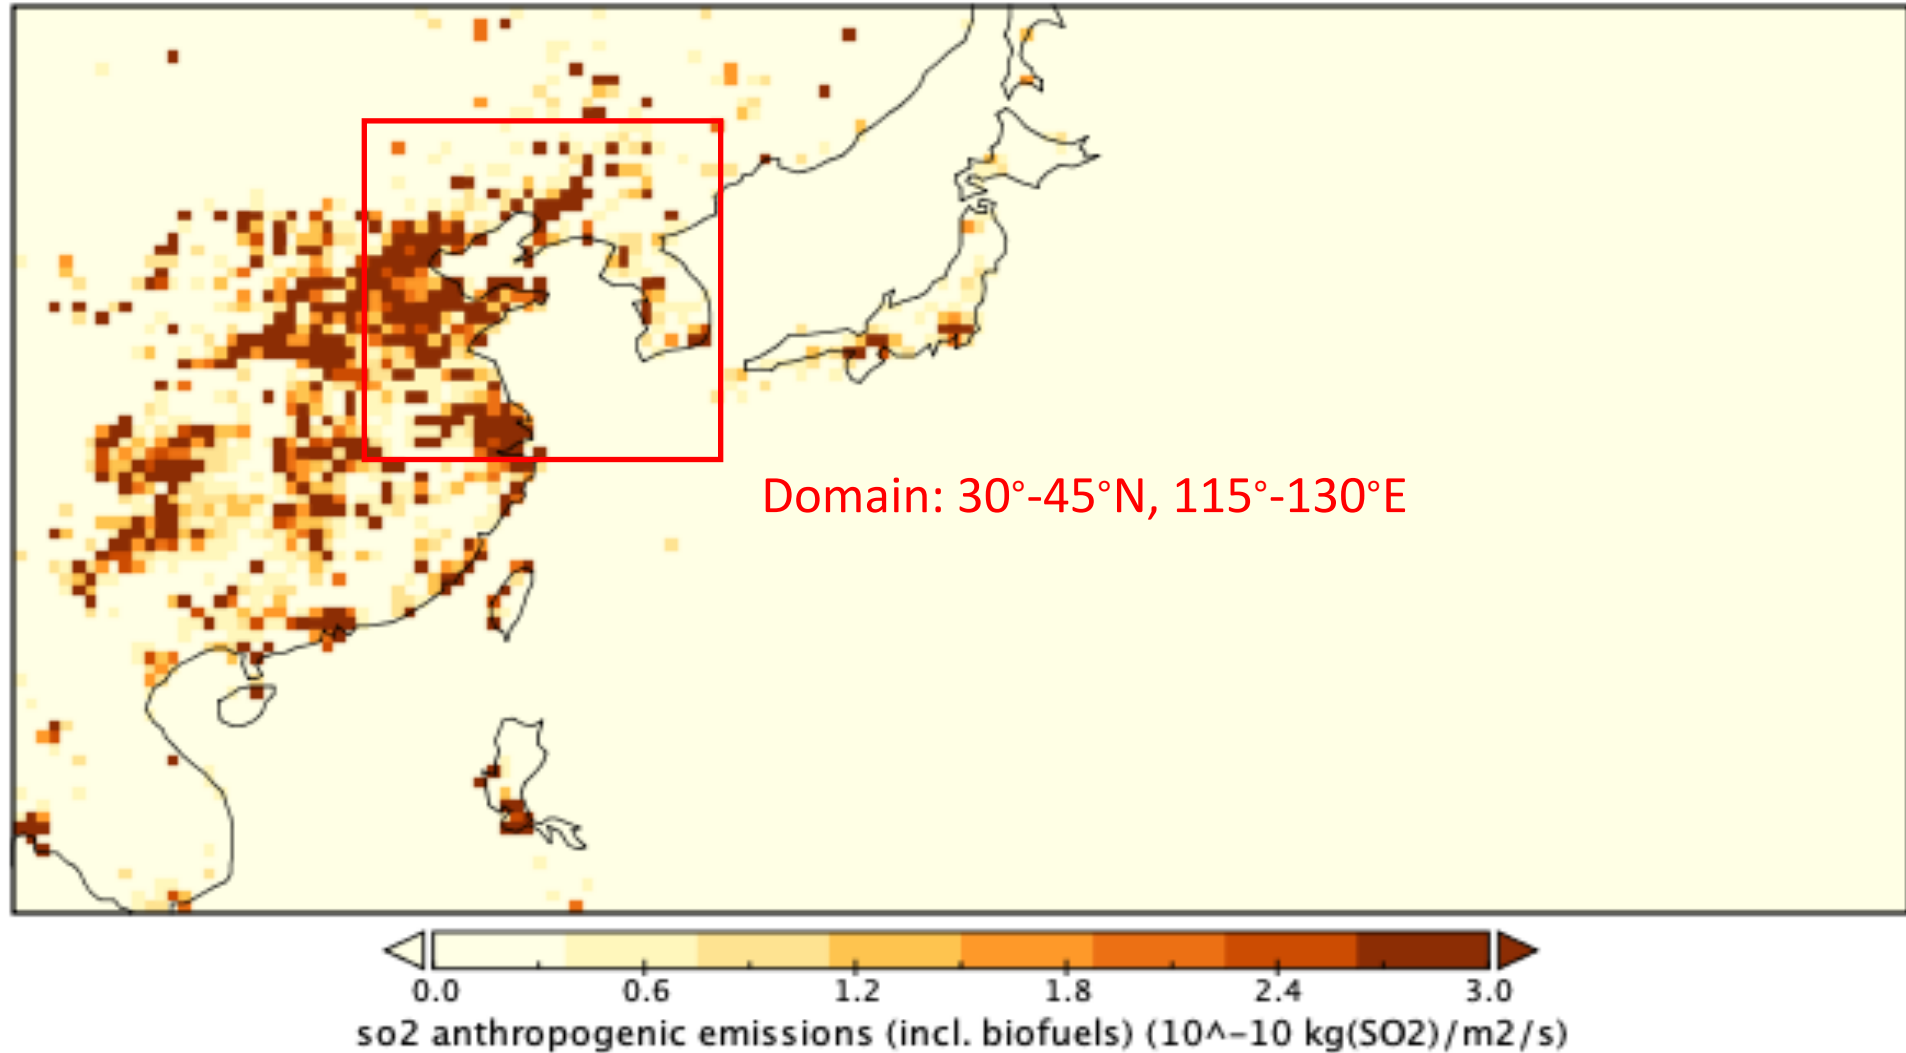 Domain: 30°-45°N, 115°-130°E
0.0 0.6 1.2 1.8 2.4 3.0
so2 anthropogenic emissions (incl. biofuels) (10^-10 kg(SO2)/m2/s)